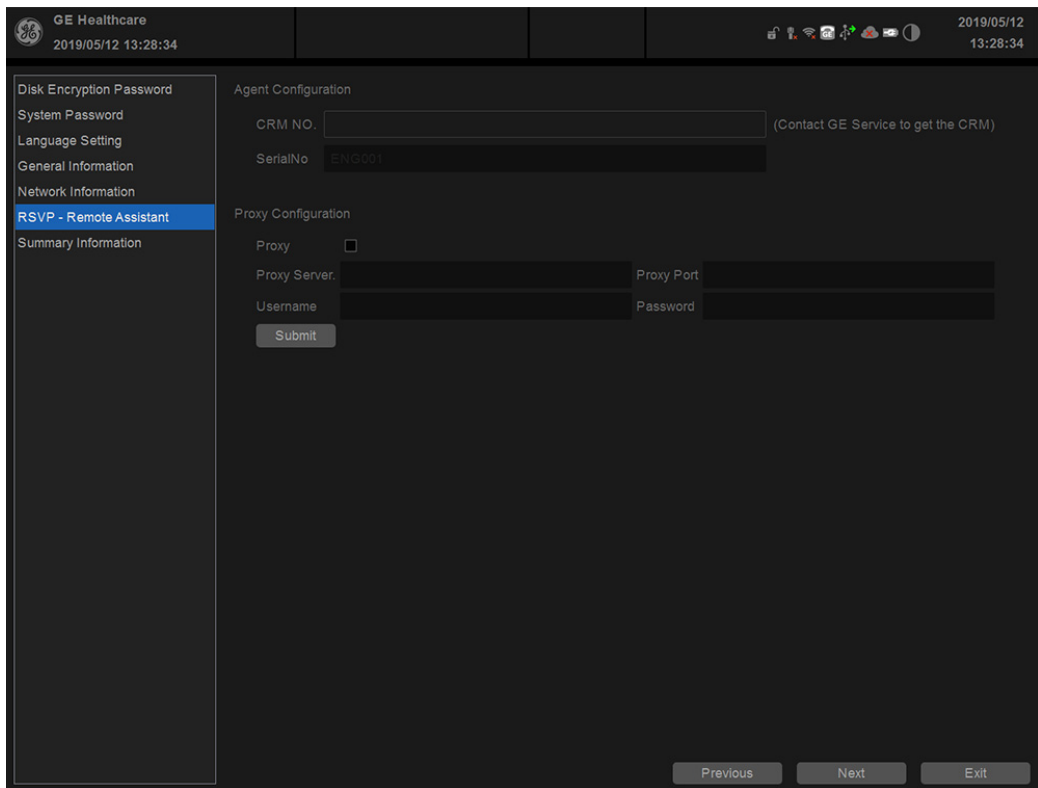 GE Healthcare
2019/05/12 13:28:34
2019/05/12
13:28:34
Disk Encryption Password
System Password
Language Setting
General Information
Network Information
RSVP - Remote Assistant
Summary Information
Agent Configuration
CRM NO. (Contact GE Service to get the CRM)
SerialNo ENG001
Proxy Configuration
Proxy
Proxy Server. Proxy Port
Username Password
Submit
Previous Next Exit